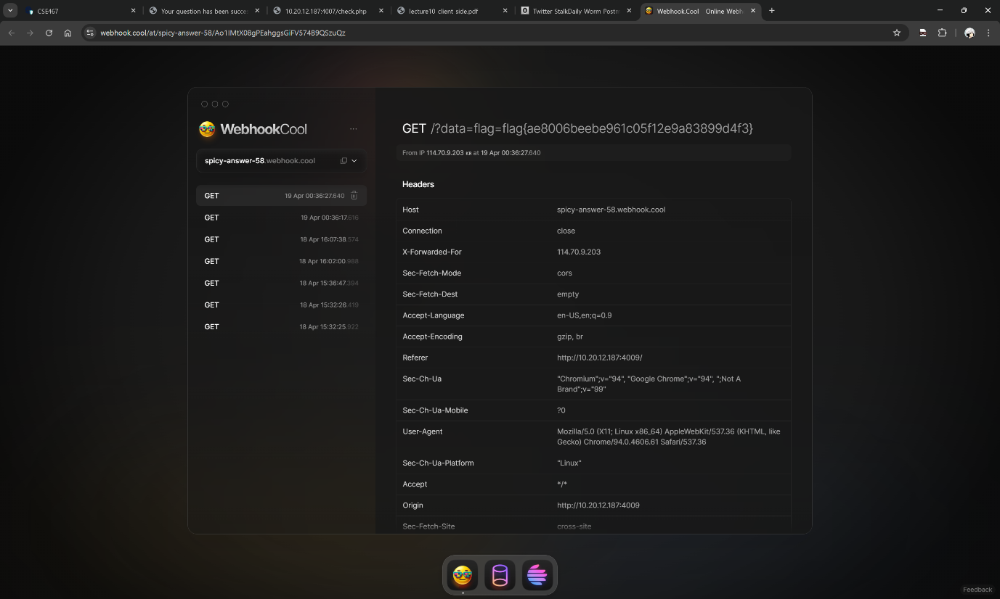 CSE467
Your question has been succe
10.20.12.187:4007/check.php
lecture10 client side.pdf
Twitter StalkDaily Worm Postm
Webhook.Cool Online Webh
webhook.cool/at/spicy-answer-58/Ao1IMtX08gPEahggsGiFV574B9QSzuQz
WebhookCool
spicy-answer-58.webhook.cool
GET 19 Apr 00:36:27.640
GET 19 Apr 00:36:17.616
GET 18 Apr 16:07:38.574
GET 18 Apr 16:02:00.988
GET 18 Apr 15:36:47.394
GET 18 Apr 15:32:26.419
GET 18 Apr 15:32:25.922
GET /?data=flag=flag{ae8006beebe961c05f12e9a83899d4f3}
From IP 114.70.9.203 KR at 19 Apr 00:36:27.640
Headers
Host spicy-answer-58.webhook.cool
Connection close
X-Forwarded-For 114.70.9.203
Sec-Fetch-Mode cors
Sec-Fetch-Dest empty
Accept-Language en-US,en;q=0.9
Accept-Encoding gzip, br
Referer http://10.20.12.187:4009/
Sec-Ch-Ua "Chromium";v="94", "Google Chrome";v="94", ";Not A
Brand";v="99"
Sec-Ch-Ua-Mobile ?0
User-Agent Mozilla/5.0 (X11; Linux x86_64) AppleWebKit/537.36 (KHTML, like
Gecko) Chrome/94.0.4606.61 Safari/537.36
Sec-Ch-Ua-Platform "Linux"
Accept */*
Origin http://10.20.12.187:4009
Sec-Fetch-Site cross-site
Feedback